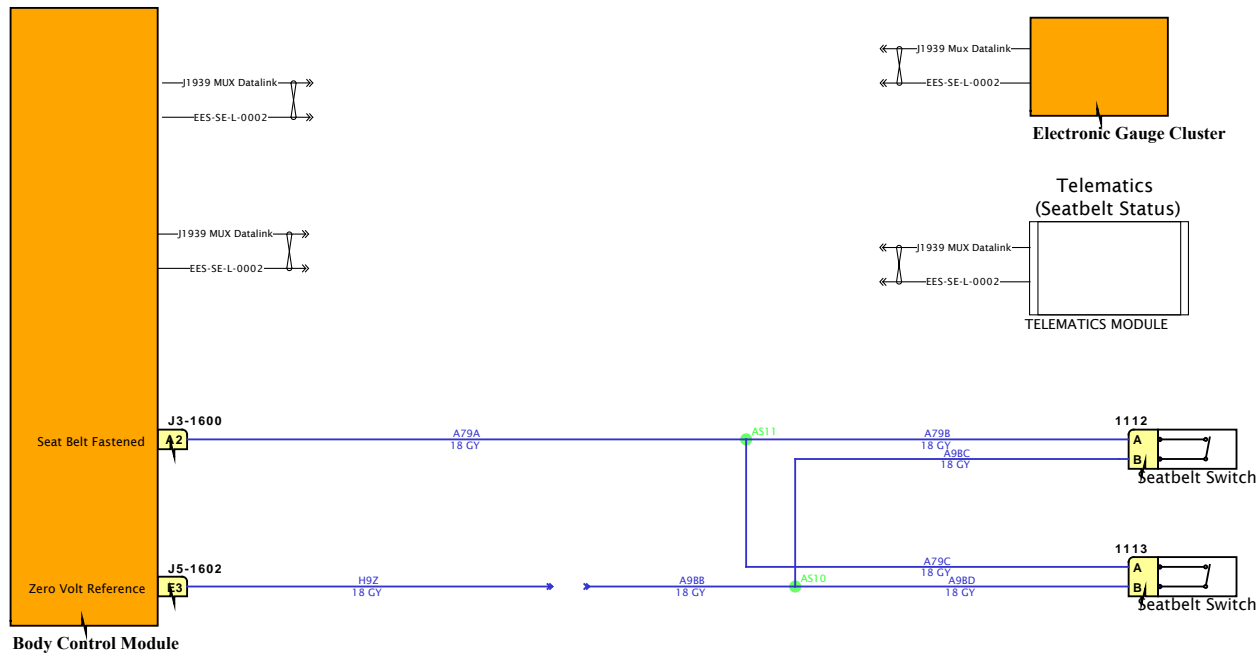 J1939 MUX Datalink
EES-SE-L-0002
J1939 Mux Datalink
EES-SE-L-0002
Electronic Gauge Cluster
Telematics
(Seatbelt Status)
J1939 MUX Datalink
EES-SE-L-0002
J1939 MUX Datalink
EES-SE-L-0002
TELEMATICS MODULE
J3-1600
Seat Belt Fastened
A2
A79A
18 GY
AS11
A79B
18 GY
A9BC
18 GY
1112
A
B
Seatbelt Switch
J5-1602
Zero Volt Reference
E3
H9Z
18 GY
A9BB
18 GY
AS10
A79C
18 GY
A9BD
18 GY
1113
A
B
Seatbelt Switch
Body Control Module